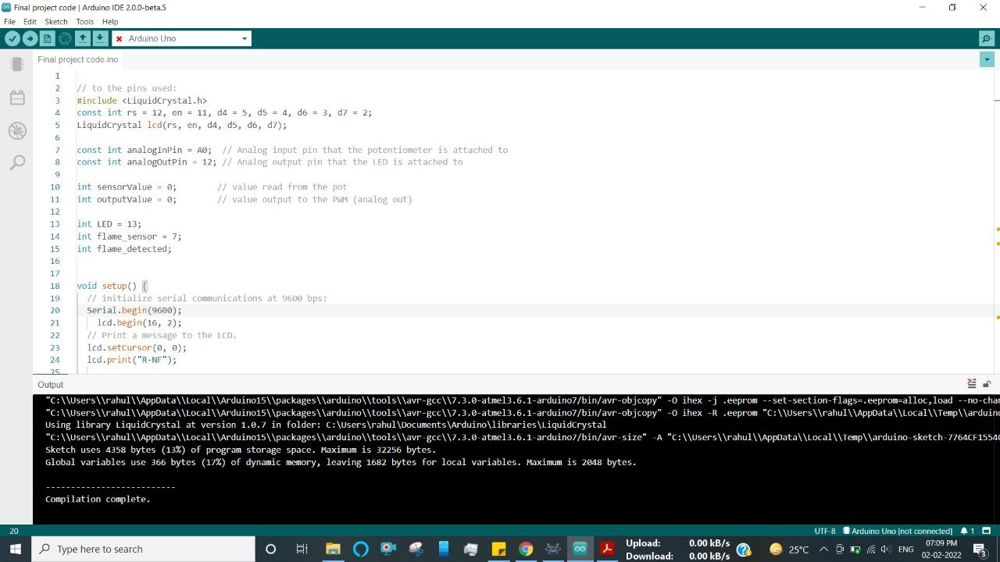 Final project code | Arduino IDE 2.0.0-beta.5
File Edit Sketch Tools Help
Arduino Uno
Final project code.ino
1
2 // to the pins used:
3 #include <LiquidCrystal.h>
4 const int rs = 12, en = 11, d4 = 5, d5 = 4, d6 = 3, d7 = 2;
5 LiquidCrystal lcd(rs, en, d4, d5, d6, d7);
6
7 const int analogInPin = A0;  // Analog input pin that the potentiometer is attached to
8 const int analogOutPin = 12; // Analog output pin that the LED is attached to
9
10 int sensorValue = 0;        // value read from the pot
11 int outputValue = 0;        // value output to the PWM (analog out)
12
13 int LED = 13;
14 int flame_sensor = 7;
15 int flame_detected;
16
17
18 void setup() {
19   // initialize serial communications at 9600 bps:
20   Serial.begin(9600);
21     lcd.begin(16, 2);
22   // Print a message to the LCD.
23   lcd.setCursor(0, 0);
24   lcd.print("R-NF");
25
Output
"C:\\Users\\rahul\\AppData\\Local\\Arduino15\\packages\\arduino\\tools\\avr-gcc\\7.3.0-atmel3.6.1-arduino7/bin/avr-objcopy" -O ihex -j .eeprom --set-section-flags=.eeprom=alloc,load --no-char
"C:\\Users\\rahul\\AppData\\Local\\Arduino15\\packages\\arduino\\tools\\avr-gcc\\7.3.0-atmel3.6.1-arduino7/bin/avr-objcopy" -O ihex -R .eeprom "C:\\Users\\rahul\\AppData\\Local\\Temp\\arduino
Using library LiquidCrystal at version 1.0.7 in folder: C:\Users\rahul\Documents\Arduino\libraries\LiquidCrystal
"C:\\Users\\rahul\\AppData\\Local\\Arduino15\\packages\\arduino\\tools\\avr-gcc\\7.3.0-atmel3.6.1-arduino7/bin/avr-size" -A "C:\\Users\\rahul\\AppData\\Local\\Temp\\arduino-sketch-7764CF1554C
Sketch uses 4358 bytes (13%) of program storage space. Maximum is 32256 bytes.
Global variables use 366 bytes (17%) of dynamic memory, leaving 1682 bytes for local variables. Maximum is 2048 bytes.
--------------------------
Compilation complete.
20 UTF-8 Arduino Uno [not connected] 1
Type here to search
Upload: 0.00 kB/s
Download: 0.00 kB/s
25°C
ENG
07:09 PM
02-02-2022
3